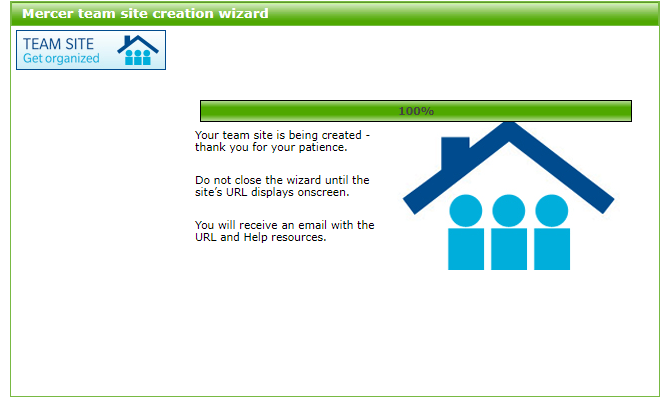 Mercer team site creation wizard
TEAM SITE
Get organized
100%
Your team site is being created -
thank you for your patience.
Do not close the wizard until the
site's URL displays onscreen.
You will receive an email with the
URL and Help resources.